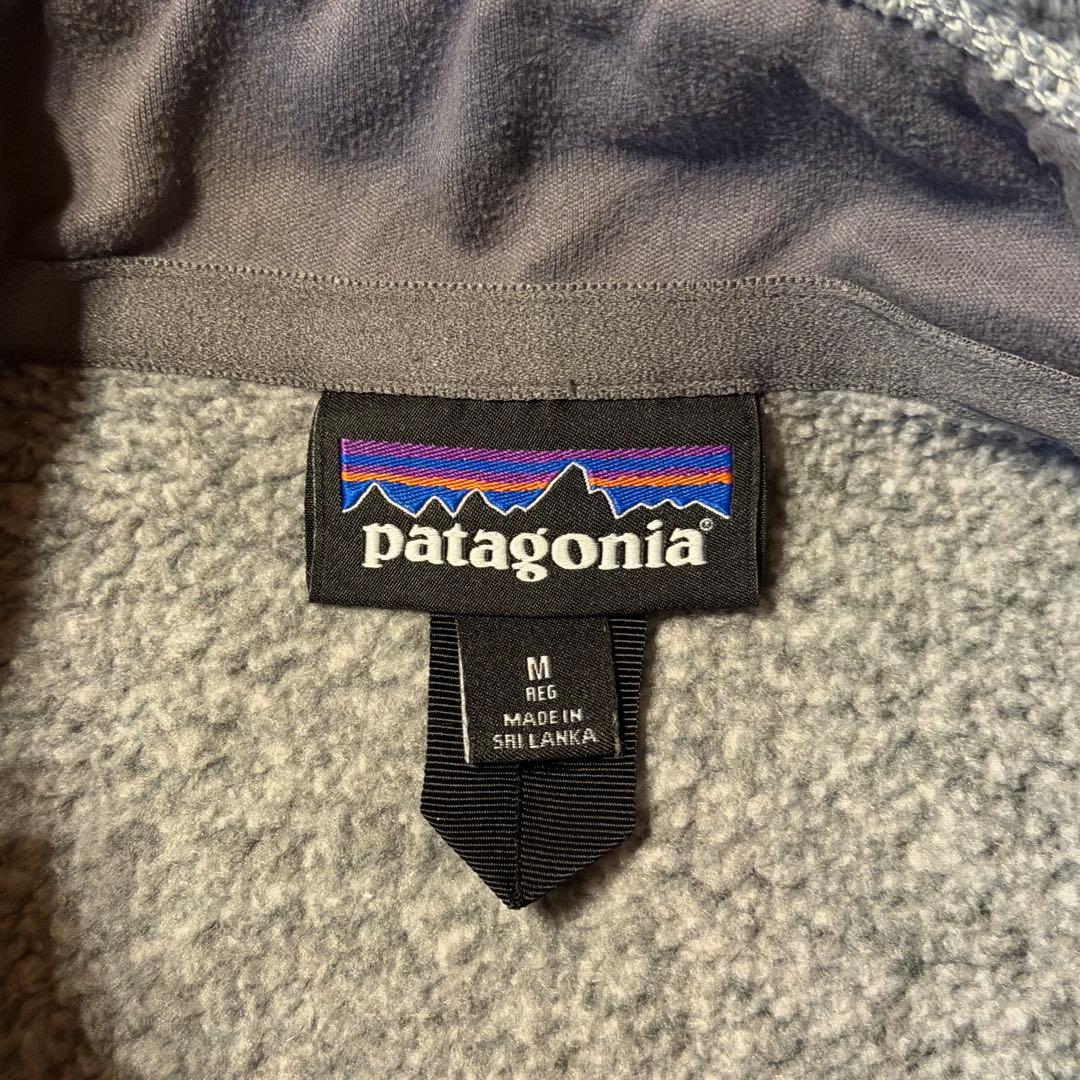 patagonia®
M
REG
MADE IN
SRI LANKA